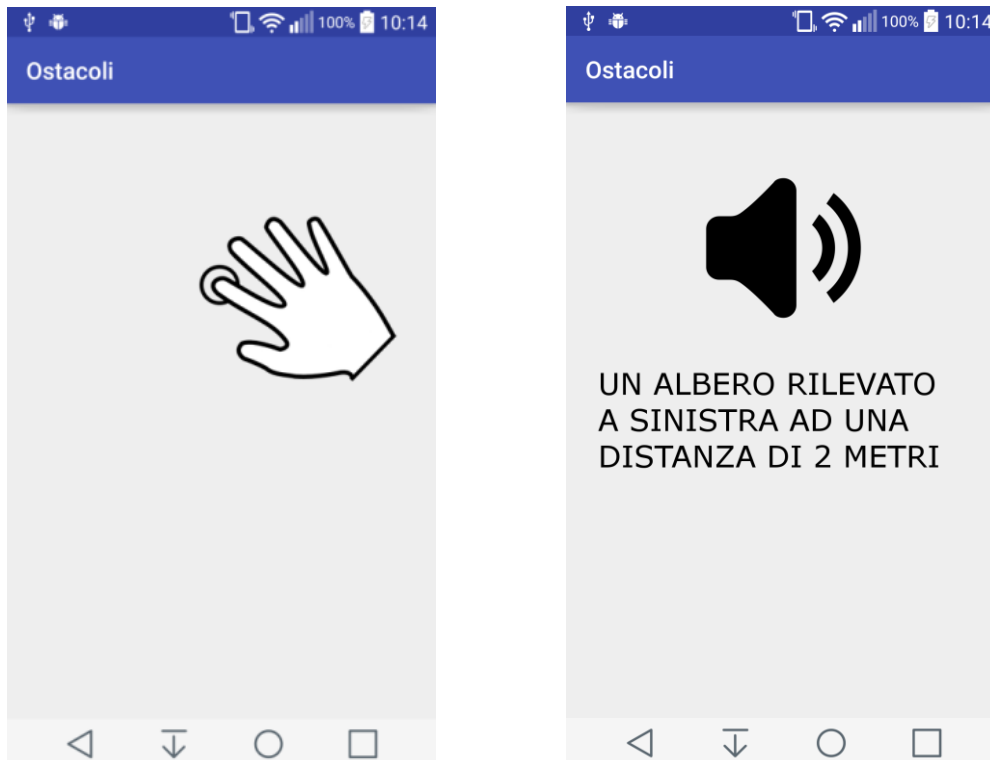 100% 10:14
Ostacoli
100% 10:14
Ostacoli
UN ALBERO RILEVATO
A SINISTRA AD UNA
DISTANZA DI 2 METRI